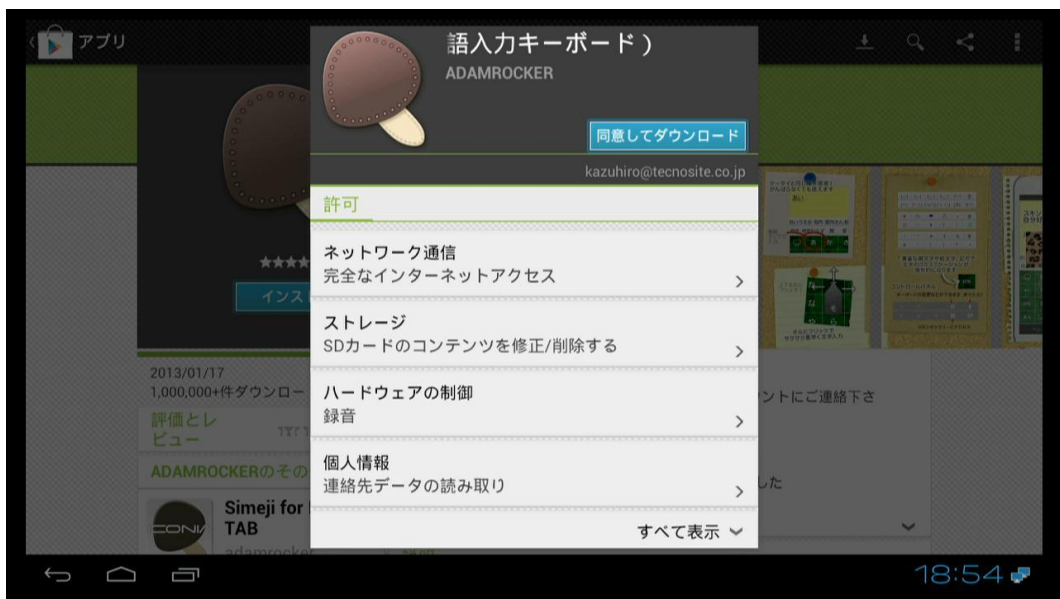 アプリ
語入力キーボード)
ADAMROCKER
同意してダウンロード
kazuhiro@tecnosite.co.jp
許可
ネットワーク通信
完全なインターネットアクセス
ストレージ
SDカードのコンテンツを修正/削除する
ハードウェアの制御
録音
個人情報
連絡先データの読み取り
すべて表示
インス
2013/01/17
1,000,000+件ダウンロー
評価とレ
ビュー
ADAMROCKERのその
Simeji for
TAB
adamrocker
ントにご連絡下さ
した
18:54